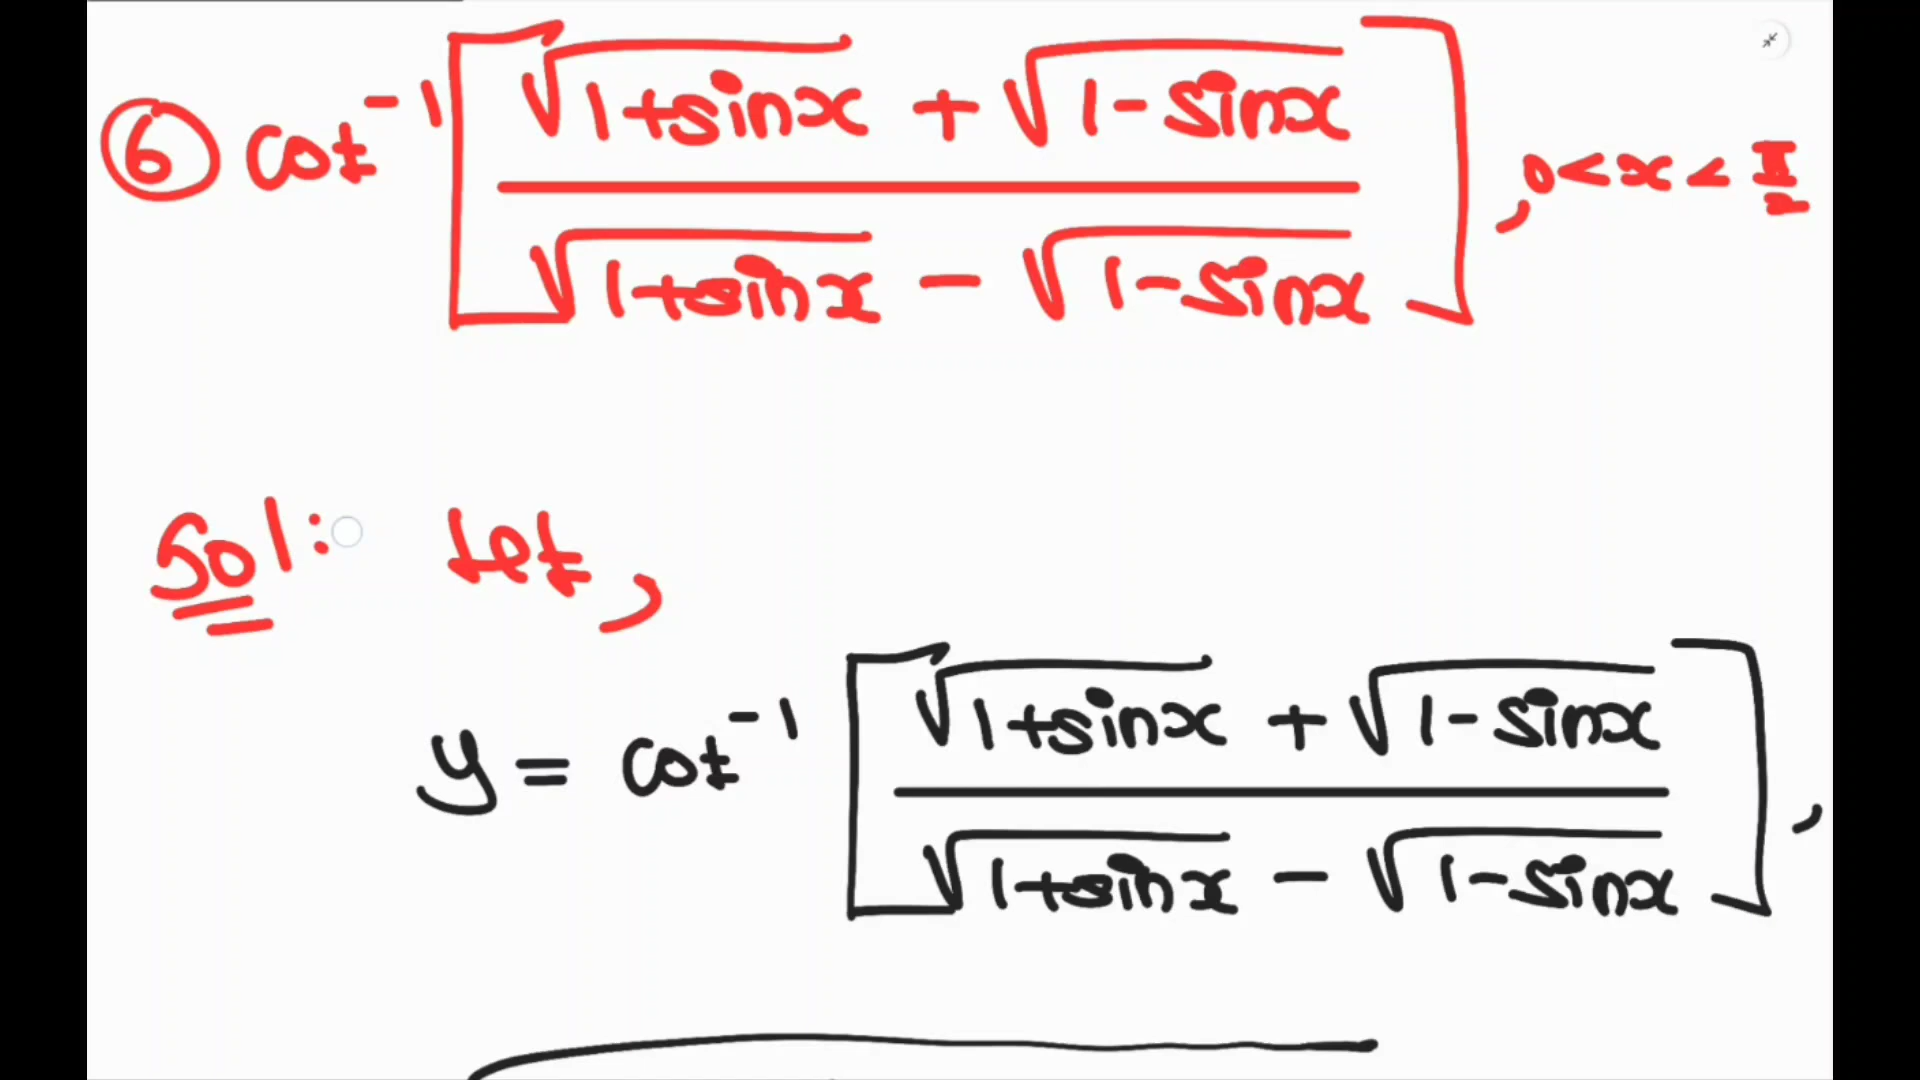 ⑥ cot⁻¹ [ (√(1+sinx) + √(1-sinx)) / (√(1+sinx) - √(1-sinx)) ], 0<x<π/2
Sol: Let,
y = cot⁻¹ [ (√(1+sinx) + √(1-sinx)) / (√(1+sinx) - √(1-sinx)) ],